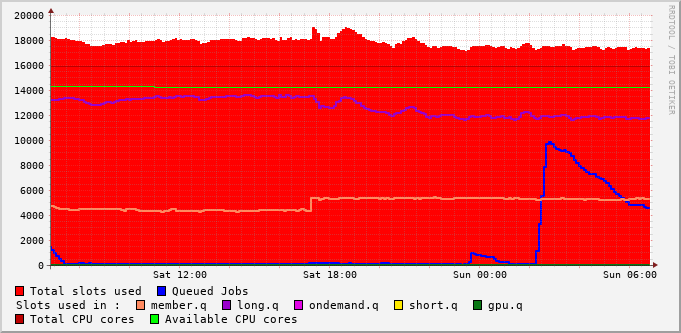 20000
18000
16000
14000
12000
10000
8000
6000
4000
2000
0
Sat 12:00 Sat 18:00 Sun 00:00 Sun 06:00
RRDTOOL / TOBI OETIKER
Total slots used Queued Jobs
Slots used in : member.q long.q ondemand.q short.q gpu.q
Total CPU cores Available CPU cores